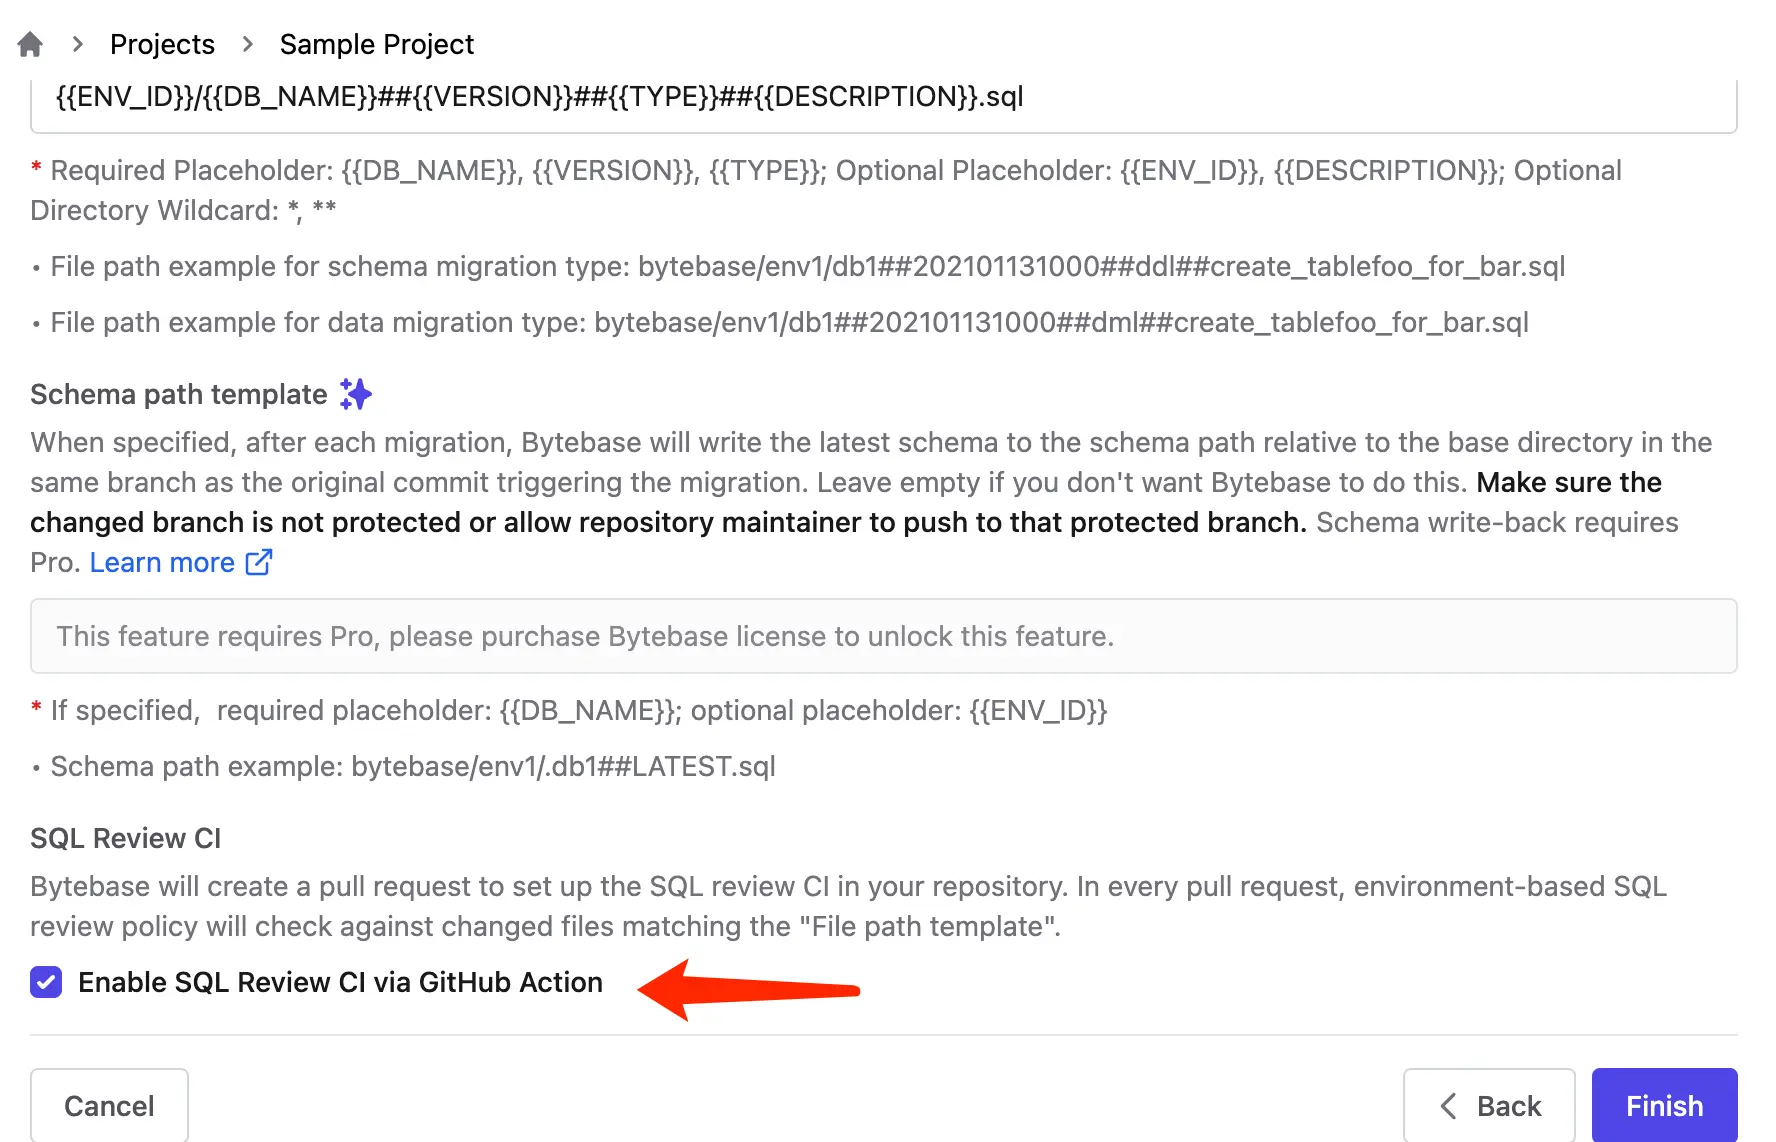 Projects > Sample Project
{{ENV_ID}}/{{DB_NAME}}##{{VERSION}}##{{TYPE}}##{{DESCRIPTION}}.sql
* Required Placeholder: {{DB_NAME}}, {{VERSION}}, {{TYPE}}; Optional Placeholder: {{ENV_ID}}, {{DESCRIPTION}}; Optional
Directory Wildcard: *, **
• File path example for schema migration type: bytebase/env1/db1##202101131000##ddl##create_tablefoo_for_bar.sql
• File path example for data migration type: bytebase/env1/db1##202101131000##dml##create_tablefoo_for_bar.sql
Schema path template
When specified, after each migration, Bytebase will write the latest schema to the schema path relative to the base directory in the
same branch as the original commit triggering the migration. Leave empty if you don't want Bytebase to do this. Make sure the
changed branch is not protected or allow repository maintainer to push to that protected branch. Schema write-back requires
Pro. Learn more
This feature requires Pro, please purchase Bytebase license to unlock this feature.
* If specified, required placeholder: {{DB_NAME}}; optional placeholder: {{ENV_ID}}
• Schema path example: bytebase/env1/.db1##LATEST.sql
SQL Review CI
Bytebase will create a pull request to set up the SQL review CI in your repository. In every pull request, environment-based SQL
review policy will check against changed files matching the "File path template".
Enable SQL Review CI via GitHub Action
Cancel
Back
Finish